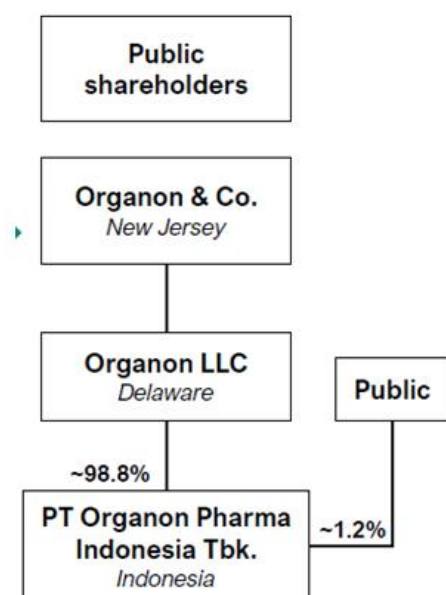 Public
shareholders
Organon & Co.
New Jersey
Organon LLC
Delaware
Public
~98.8%
PT Organon Pharma
Indonesia Tbk.
Indonesia
~1.2%